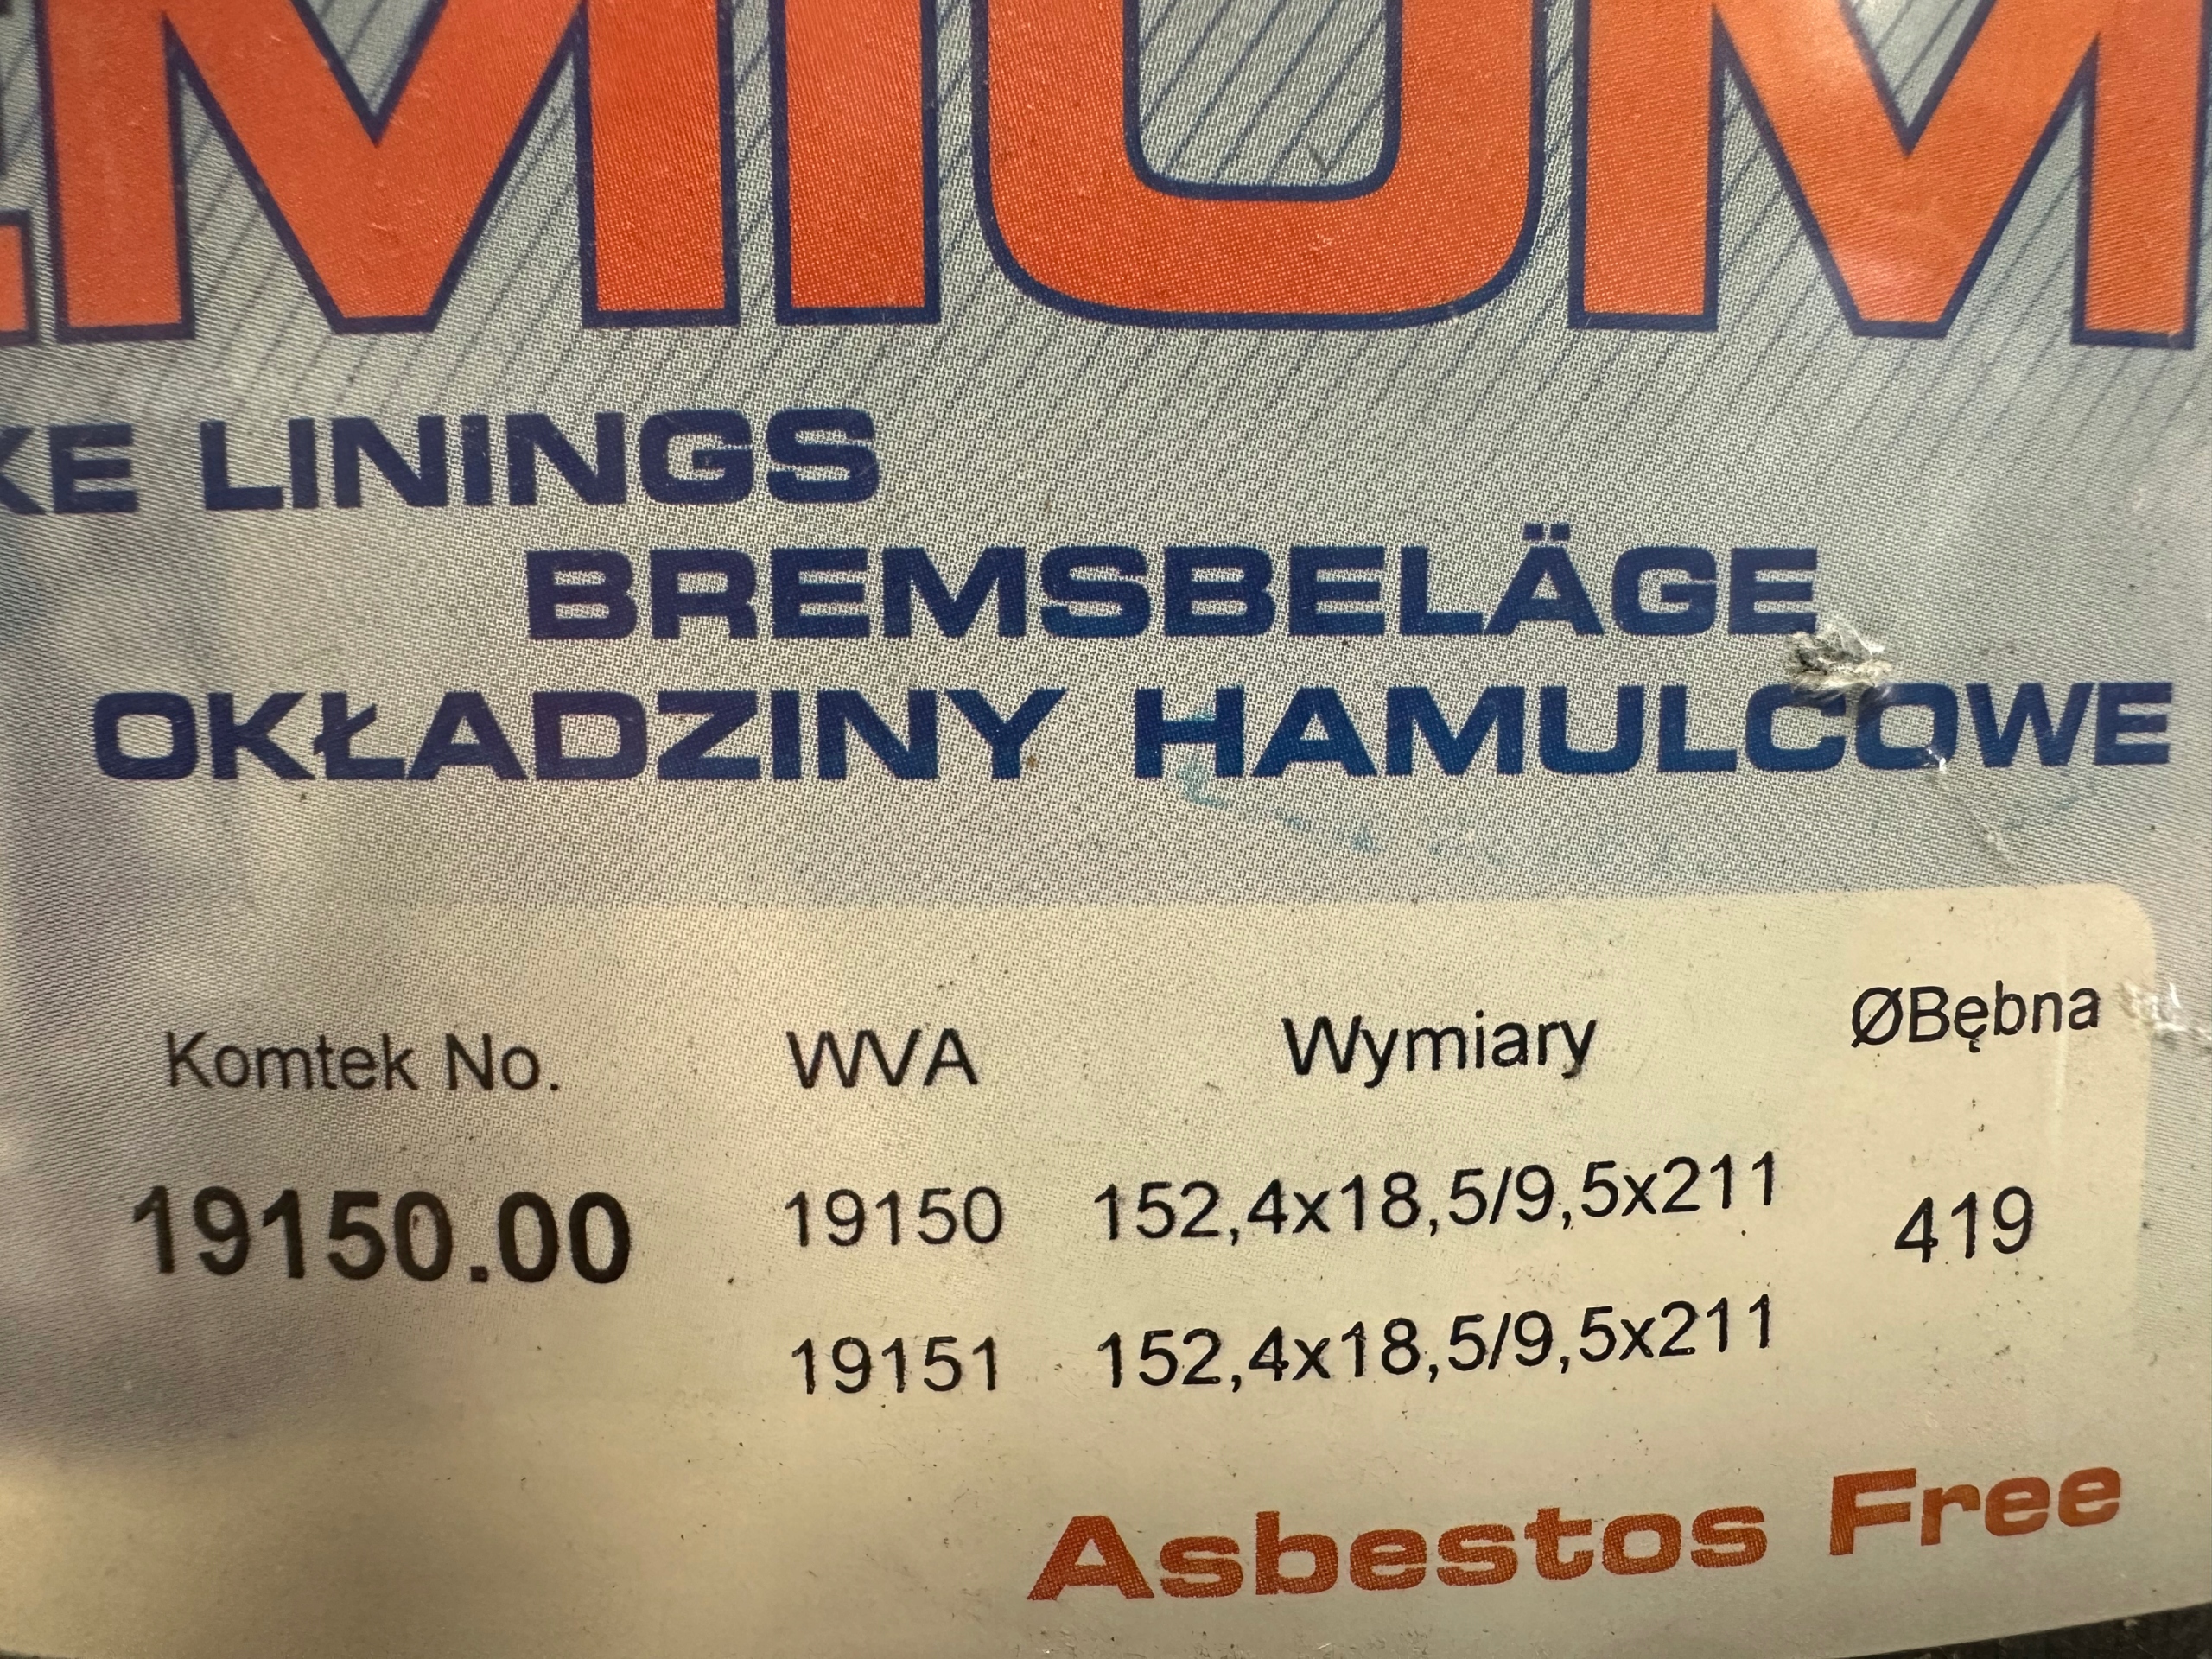 EMIUM
KE LININGS
BREMSBELÄGE
OKŁADZINY HAMULCOWE
Komtek No. WVA Wymiary ØBębna
19150.00 19150 152,4x18,5/9,5x211 419
19151 152,4x18,5/9,5x211
Asbestos Free